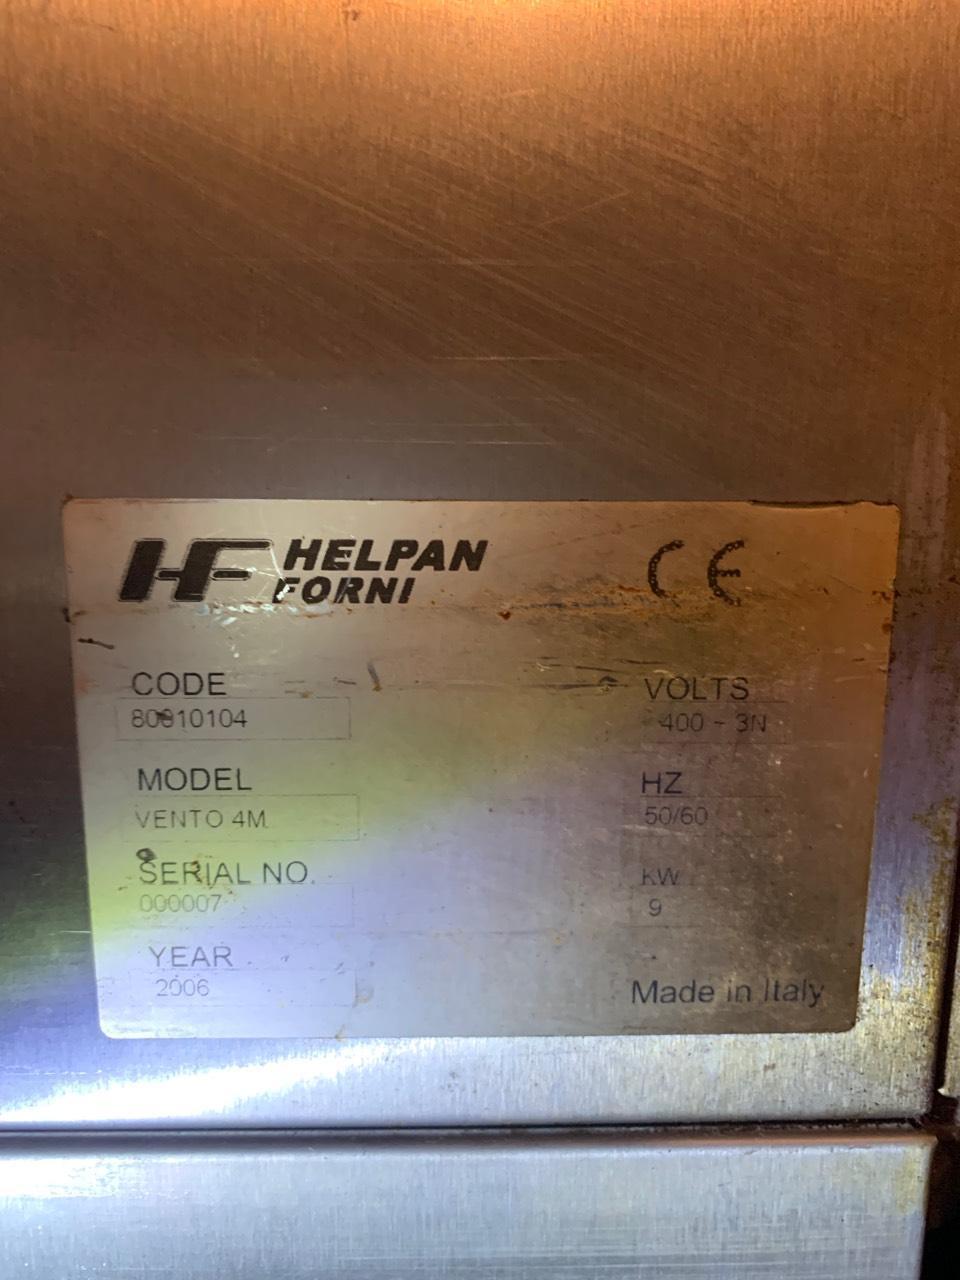 HF HELPAN
FORNI
CE
CODE
80010104
MODEL
VENTO 4M
SERIAL NO.
000007
YEAR
2006
VOLTS
400 ~ 3N
HZ
50/60
KW
9
Made in Italy